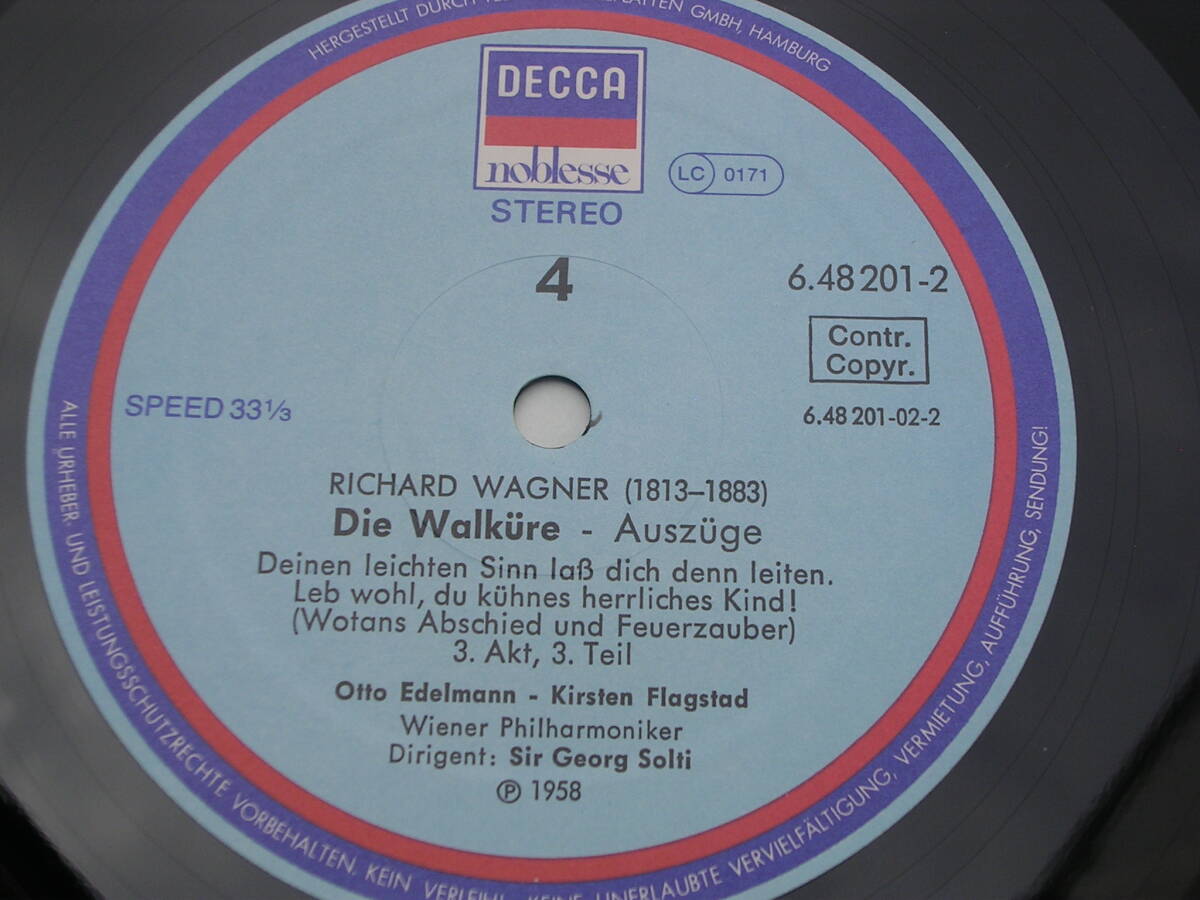 HERGESTELLT DURCH GMBH, HAMBURG
DECCA
noblesse
LC 0171
STEREO
4
6.48 201-2
Contr.
Copyr.
SPEED 33 1/3
6.48 201-02-2
RICHARD WAGNER (1813–1883)
Die Walküre - Auszüge
Deinen leichten Sinn laß dich denn leiten.
Leb wohl, du kühnes herrliches Kind!
(Wotans Abschied und Feuerzauber)
3. Akt, 3. Teil
Otto Edelmann - Kirsten Flagstad
Wiener Philharmoniker
Dirigent: Sir Georg Solti
℗ 1958
ALLE URHEBER- UND LEISTUNGSSCHUTZRECHTE VORBEHALTEN, KEIN VERLEIH! KEINE UNERLAUBTE VERVIELFÄLTIGUNG, VERMIETUNG, AUFFÜHRUNG, SENDUNG!